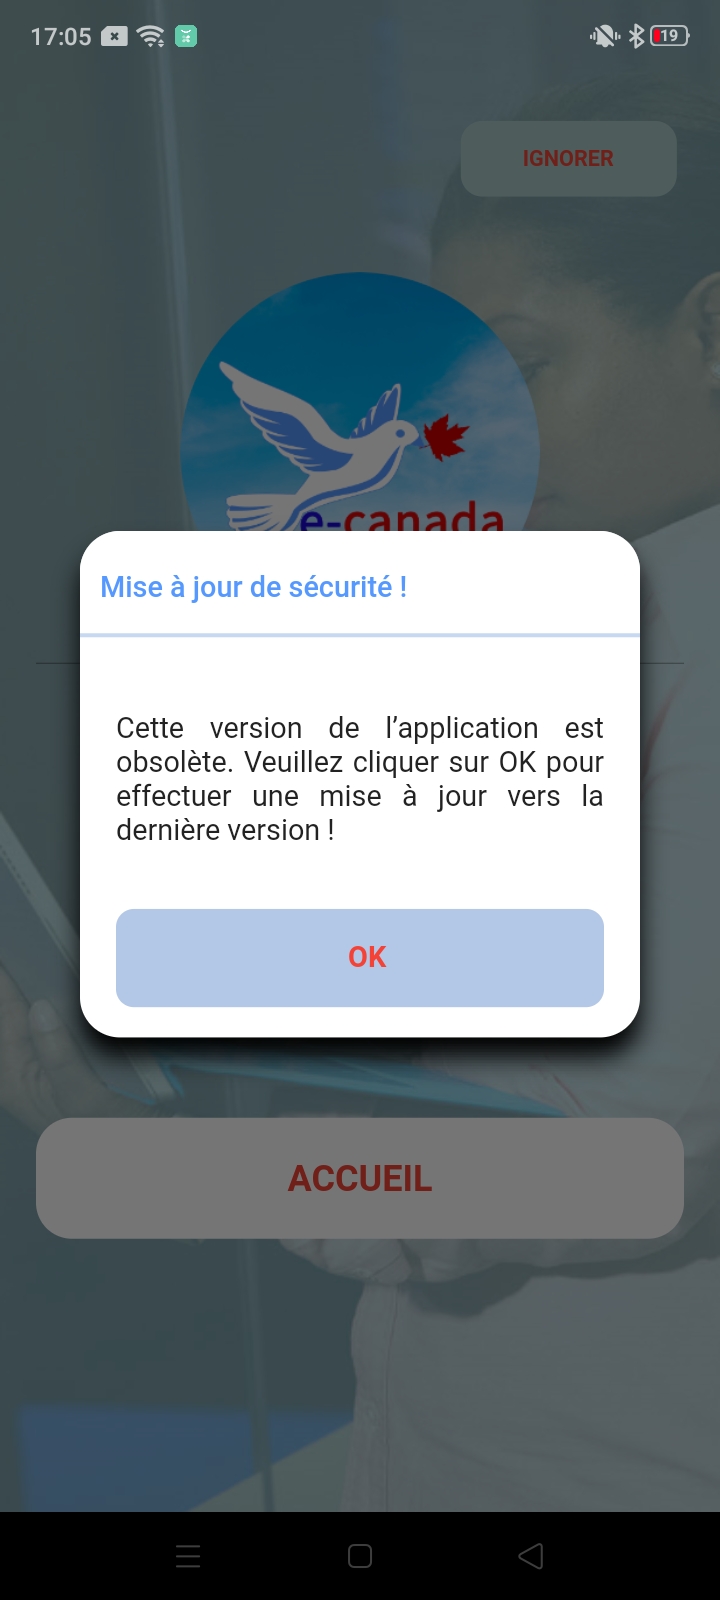 17:05
19
IGNORER
e-canada
Mise à jour de sécurité !
Cette version de l’application est
obsolète. Veuillez cliquer sur OK pour
effectuer une mise à jour vers la
dernière version !
OK
ACCUEIL